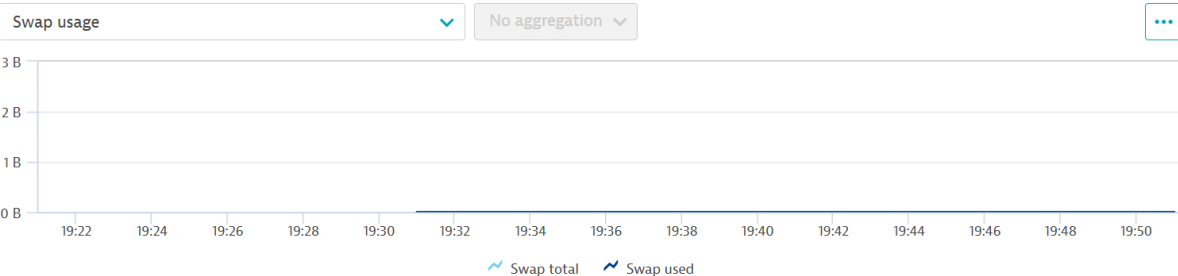 Swap usage
No aggregation
3 B
2 B
1 B
0 B
19:22 19:24 19:26 19:28 19:30 19:32 19:34 19:36 19:38 19:40 19:42 19:44 19:46 19:48 19:50
Swap total Swap used